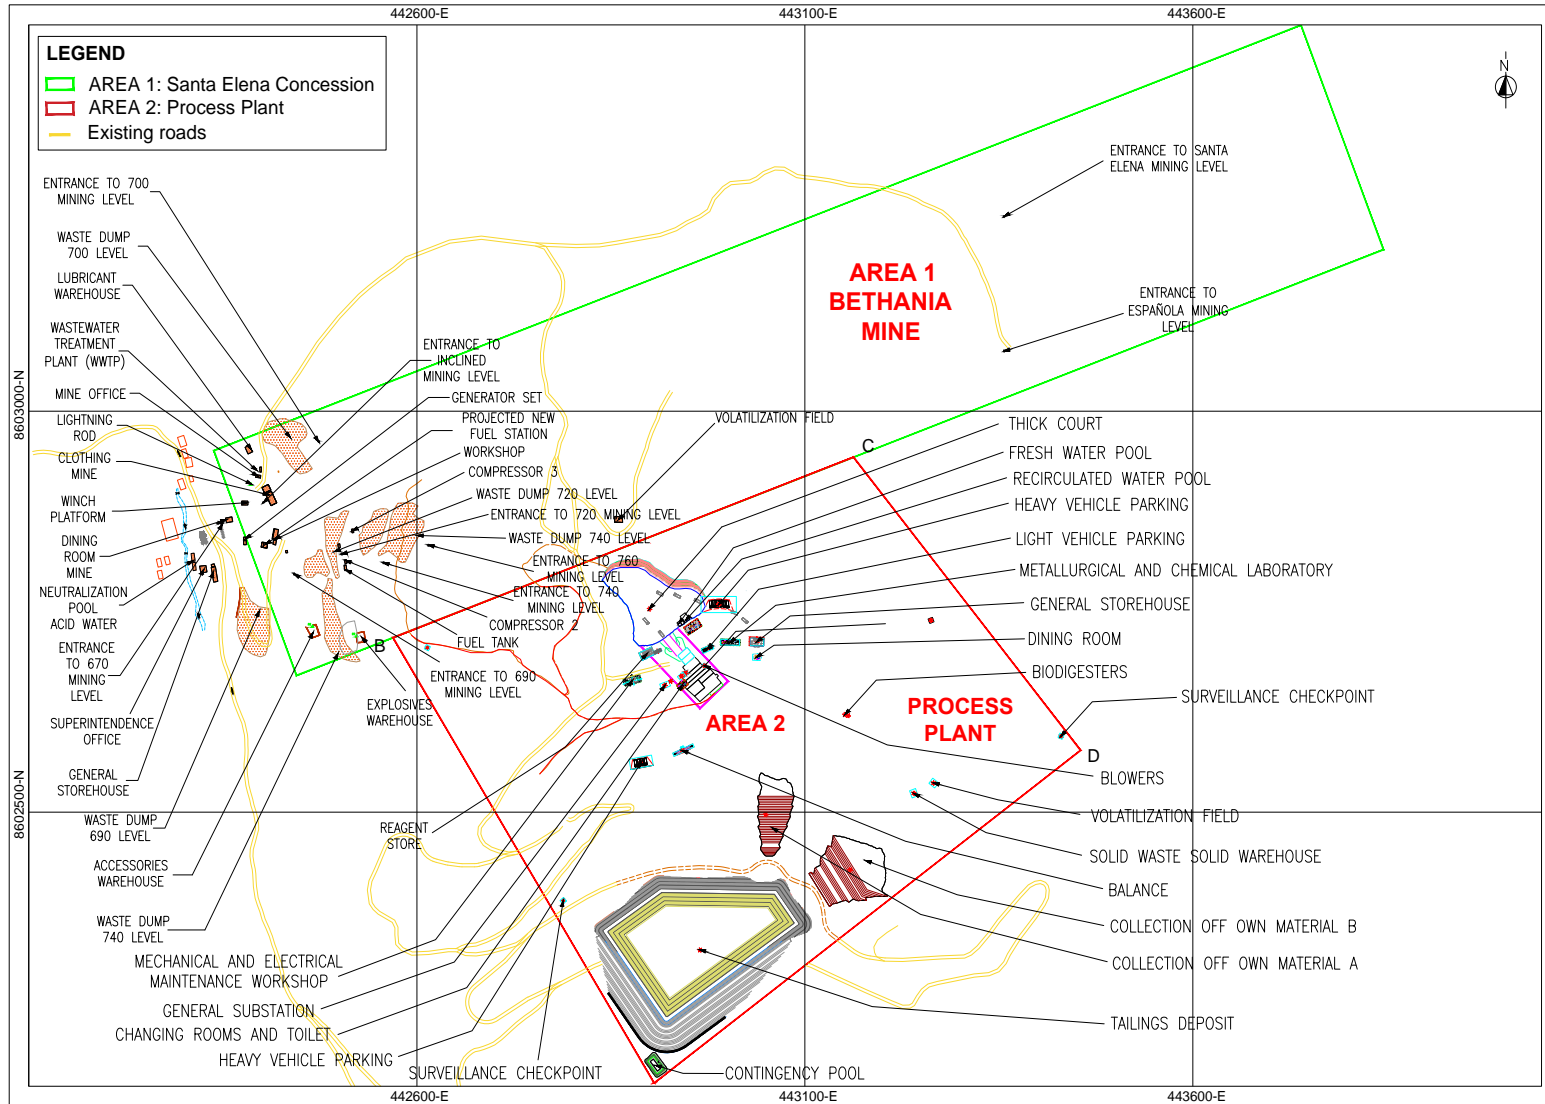 442600-E
443100-E
443600-E
LEGEND
AREA 1: Santa Elena Concession
AREA 2: Process Plant
Existing roads
N
ENTRANCE TO SANTA
ELENA MINING LEVEL
ENTRANCE TO 700
MINING LEVEL
WASTE DUMP
700 LEVEL
LUBRICANT
WAREHOUSE
WASTEWATER
TREATMENT
PLANT (WWTP)
MINE OFFICE
LIGHTNING
ROD
CLOTHING
MINE
WINCH
PLATFORM
DINING
ROOM
MINE
NEUTRALIZATION
POOL
ACID WATER
ENTRANCE
TO 670
MINING
LEVEL
SUPERINTENDENCE
OFFICE
GENERAL
STOREHOUSE
WASTE DUMP
690 LEVEL
ACCESSORIES
WAREHOUSE
WASTE DUMP
740 LEVEL
AREA 1
BETHANIA
MINE
ENTRANCE TO
ESPAÑOLA MINING
LEVEL
ENTRANCE TO
INCLINED
MINING LEVEL
GENERATOR SET
PROJECTED NEW
FUEL STATION
WORKSHOP
COMPRESSOR 3
WASTE DUMP 720 LEVEL
ENTRANCE TO 720 MINING LEVEL
WASTE DUMP 740 LEVEL
ENTRANCE TO 760
MINING LEVEL
ENTRANCE TO 740
MINING LEVEL
COMPRESSOR 2
FUEL TANK
ENTRANCE TO 690
MINING LEVEL
EXPLOSIVES
WAREHOUSE
VOLATILIZATION FIELD
8603000-N
8602500-N
B
C
D
THICK COURT
FRESH WATER POOL
RECIRCULATED WATER POOL
HEAVY VEHICLE PARKING
LIGHT VEHICLE PARKING
METALLURGICAL AND CHEMICAL LABORATORY
GENERAL STOREHOUSE
DINING ROOM
BIODIGESTERS
SURVEILLANCE CHECKPOINT
AREA 2
PROCESS
PLANT
BLOWERS
VOLATILIZATION FIELD
SOLID WASTE SOLID WAREHOUSE
BALANCE
COLLECTION OFF OWN MATERIAL B
COLLECTION OFF OWN MATERIAL A
TAILINGS DEPOSIT
REAGENT
STORE
MECHANICAL AND ELECTRICAL
MAINTENANCE WORKSHOP
GENERAL SUBSTATION
CHANGING ROOMS AND TOILET
HEAVY VEHICLE PARKING
SURVEILLANCE CHECKPOINT
CONTINGENCY POOL
442600-E
443100-E
443600-E